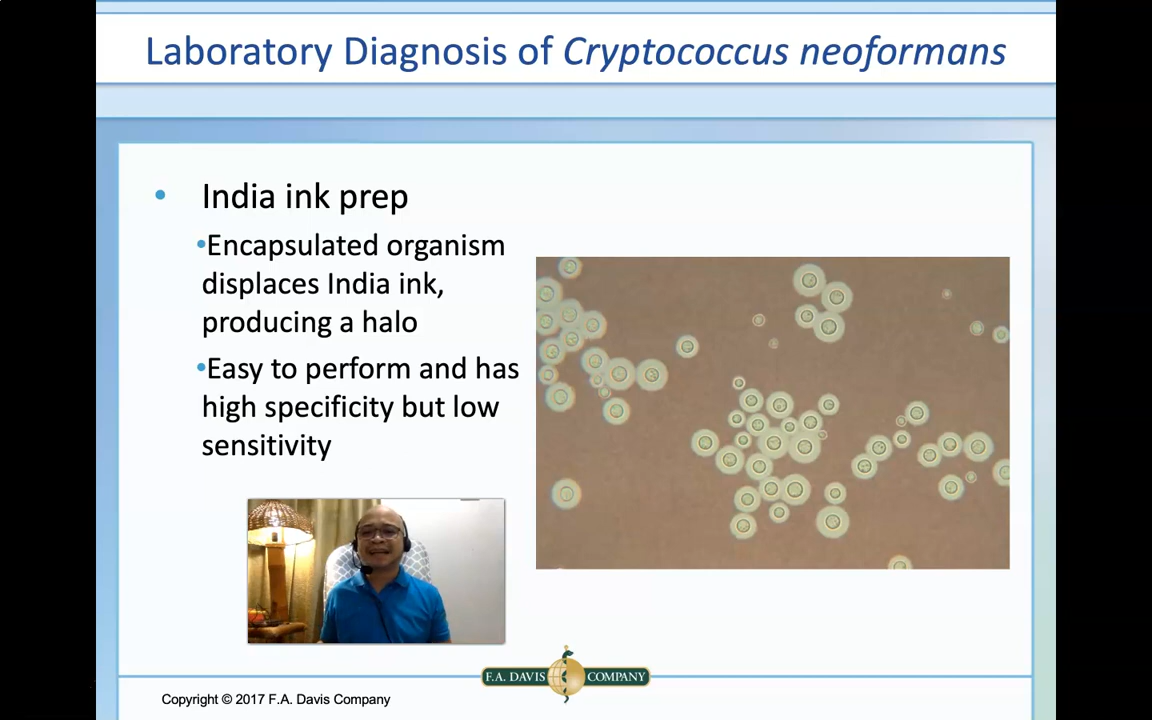 Laboratory Diagnosis of Cryptococcus neoformans
• India ink prep
•Encapsulated organism
displaces India ink,
producing a halo
•Easy to perform and has
high specificity but low
sensitivity
F.A. DAVIS COMPANY
Copyright © 2017 F.A. Davis Company